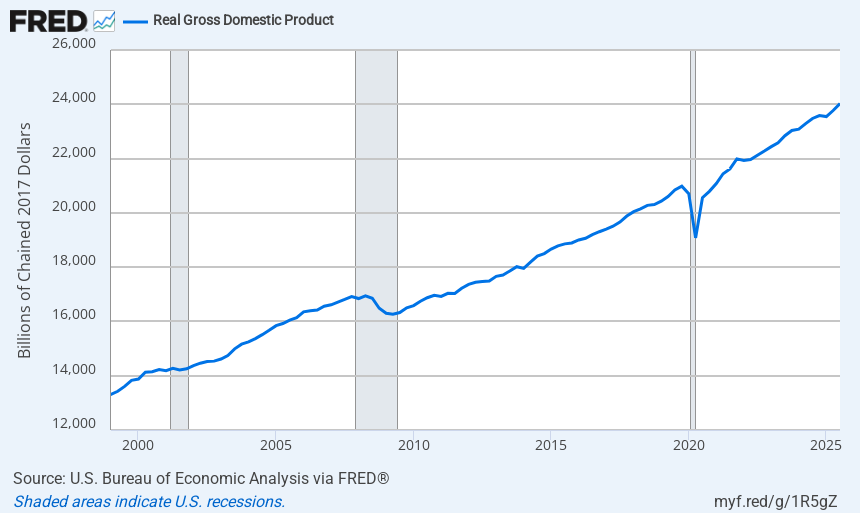 FRED
Real Gross Domestic Product
Billions of Chained 2017 Dollars
26,000
24,000
22,000
20,000
18,000
16,000
14,000
12,000
2000 2005 2010 2015 2020 2025
Source: U.S. Bureau of Economic Analysis via FRED®
Shaded areas indicate U.S. recessions.
myf.red/g/1R5gZ